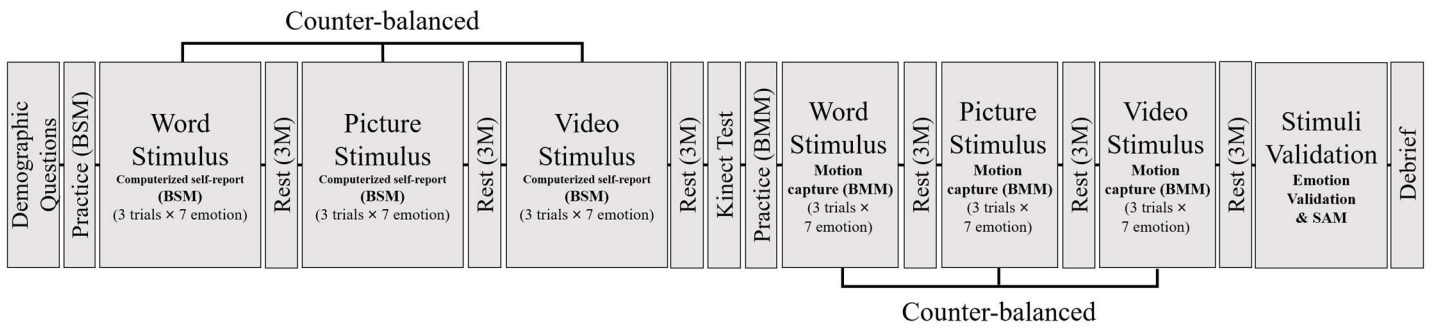 Counter-balanced
Demographic
Questions
Practice (BSM)
Word
Stimulus
Computerized self-report
(BSM)
(3 trials × 7 emotion)
Rest (3M)
Picture
Stimulus
Computerized self-report
(BSM)
(3 trials × 7 emotion)
Rest (3M)
Video
Stimulus
Computerized self-report
(BSM)
(3 trials × 7 emotion)
Rest (3M)
Kinect Test
Practice (BMM)
Word
Stimulus
Motion
capture (BMM)
(3 trials ×
7 emotion)
Rest (3M)
Picture
Stimulus
Motion
capture (BMM)
(3 trials ×
7 emotion)
Rest (3M)
Video
Stimulus
Motion
capture (BMM)
(3 trials ×
7 emotion)
Rest (3M)
Stimuli
Validation
Emotion
Validation
& SAM
Debrief
Counter-balanced